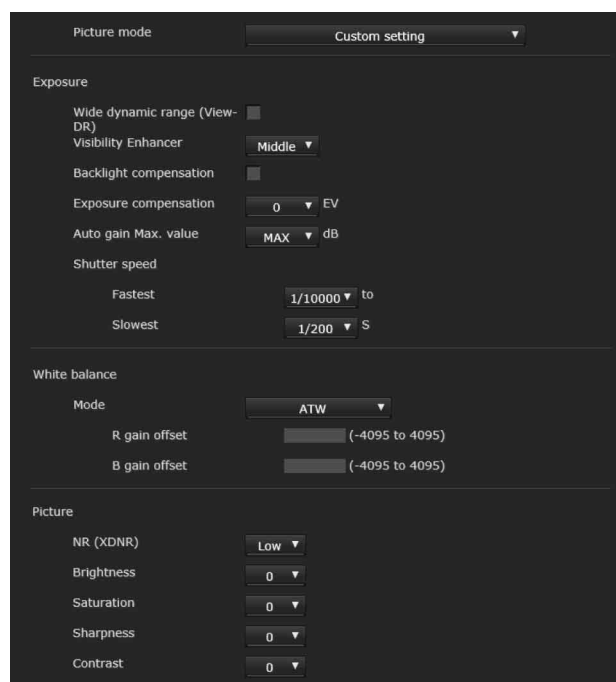 Picture mode Custom setting
Exposure
Wide dynamic range (View-
DR)
Visibility Enhancer Middle
Backlight compensation
Exposure compensation 0 EV
Auto gain Max. value MAX dB
Shutter speed
Fastest 1/10000 to
Slowest 1/200 S
White balance
Mode ATW
R gain offset (-4095 to 4095)
B gain offset (-4095 to 4095)
Picture
NR (XDNR) Low
Brightness 0
Saturation 0
Sharpness 0
Contrast 0